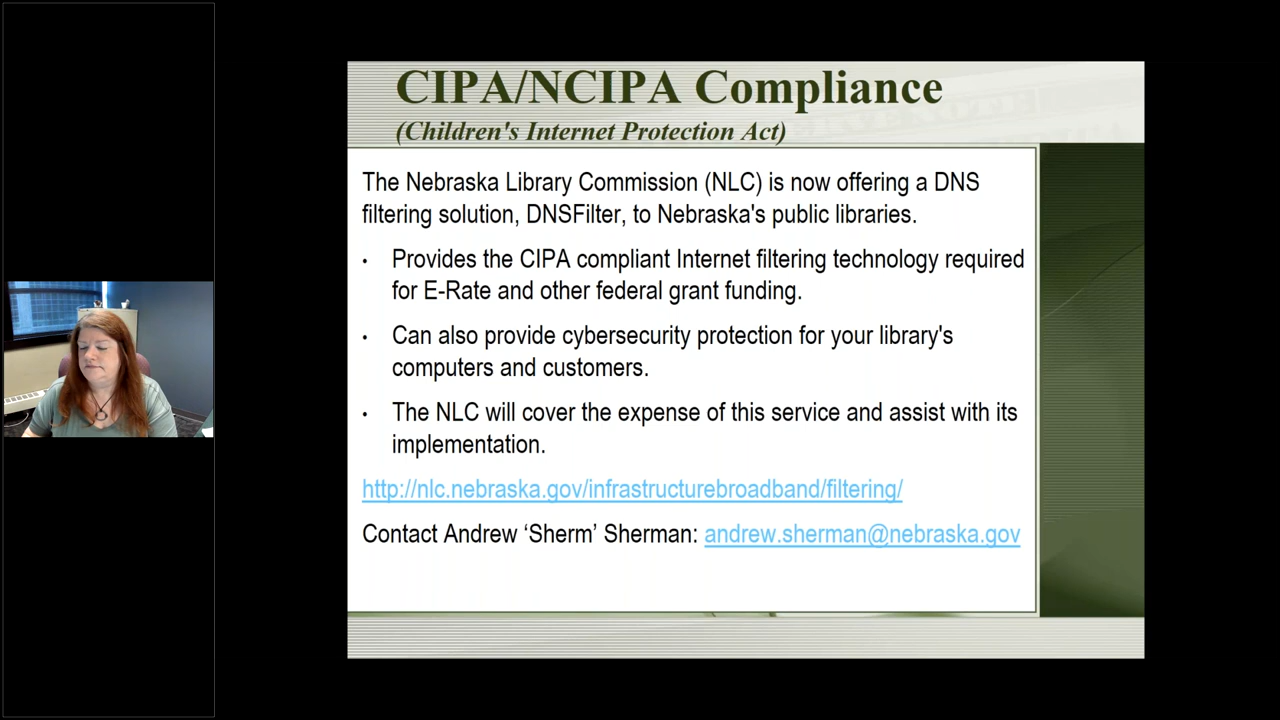 CIPA/NCIPA Compliance
(Children's Internet Protection Act)
The Nebraska Library Commission (NLC) is now offering a DNS
filtering solution, DNSFilter, to Nebraska's public libraries.
• Provides the CIPA compliant Internet filtering technology required
for E-Rate and other federal grant funding.
• Can also provide cybersecurity protection for your library's
computers and customers.
• The NLC will cover the expense of this service and assist with its
implementation.
http://nlc.nebraska.gov/infrastructurebroadband/filtering/
Contact Andrew ‘Sherm’ Sherman: andrew.sherman@nebraska.gov